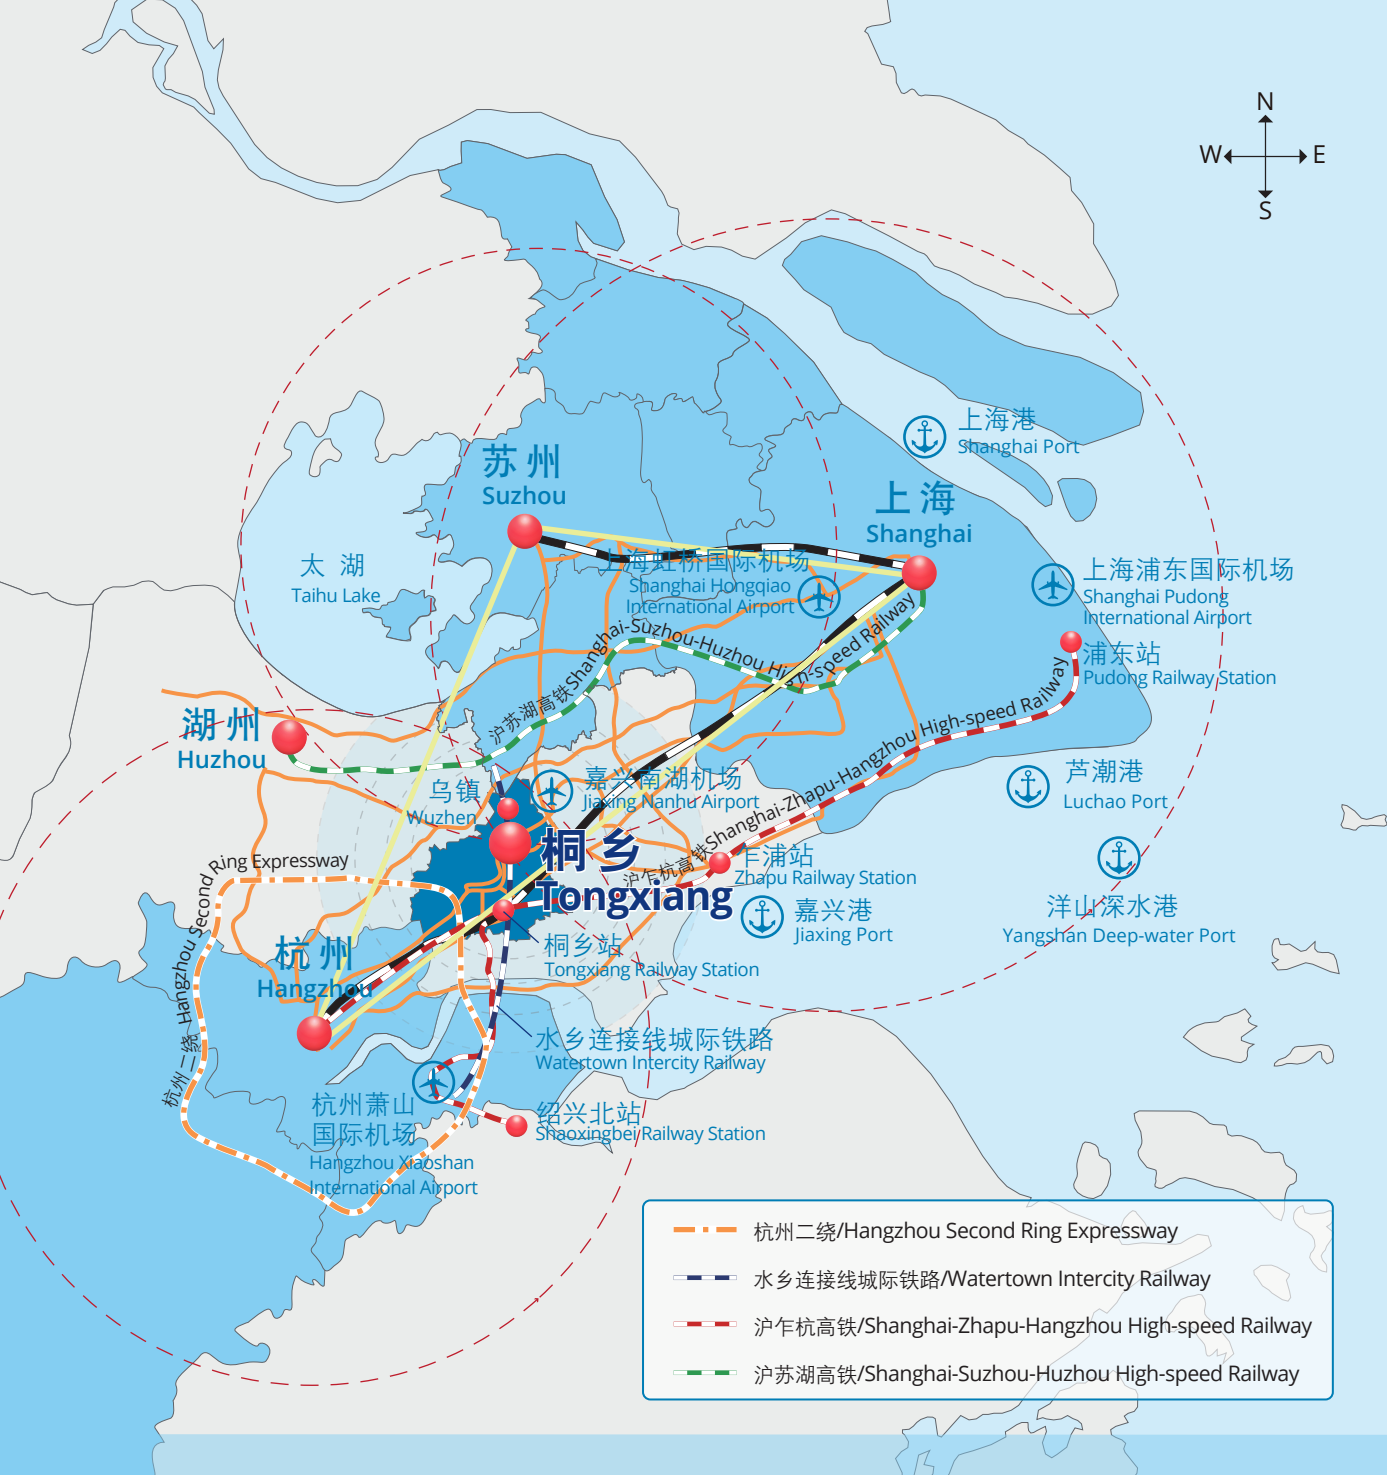 N
W
E
S
上海港
Shanghai Port
苏州
Suzhou
上海
Shanghai
太 湖
Taihu Lake
上海虹桥国际机场
Shanghai Hongqiao
International Airport
上海浦东国际机场
Shanghai Pudong
International Airport
浦东站
Pudong Railway Station
沪苏湖高铁Shanghai-Suzhou-Huzhou High-speed Railway
湖州
Huzhou
乌镇
Wuzhen
嘉兴南湖机场
Jiaxing Nanhu Airport
沪乍杭高铁Shanghai-Zhapu-Hangzhou High-speed Railway
芦潮港
Luchao Port
桐乡
Tongxiang
乍浦站
Zhapu Railway Station
嘉兴港
Jiaxing Port
洋山深水港
Yangshan Deep-water Port
杭州二绕 Hangzhou Second Ring Expressway
杭州
Hangzhou
桐乡站
Tongxiang Railway Station
水乡连接线城际铁路
Watertown Intercity Railway
杭州萧山
国际机场
Hangzhou Xiaoshan
International Airport
绍兴北站
Shaoxingbei Railway Station
杭州二绕/Hangzhou Second Ring Expressway
水乡连接线城际铁路/Watertown Intercity Railway
沪乍杭高铁/Shanghai-Zhapu-Hangzhou High-speed Railway
沪苏湖高铁/Shanghai-Suzhou-Huzhou High-speed Railway